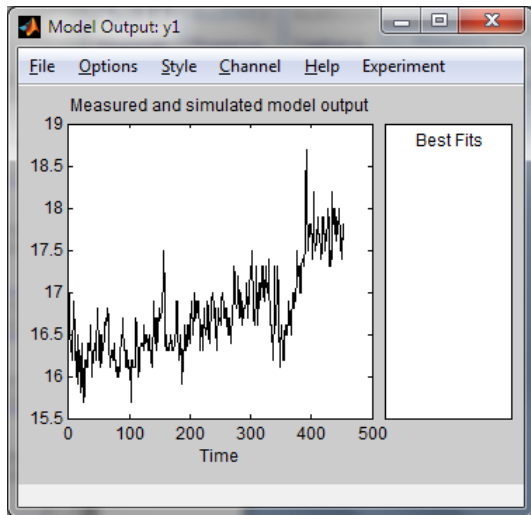 Model Output: y1
File Options Style Channel Help Experiment
Measured and simulated model output
Best Fits
19
18.5
18
17.5
17
16.5
16
15.5
0 100 200 300 400 500
Time